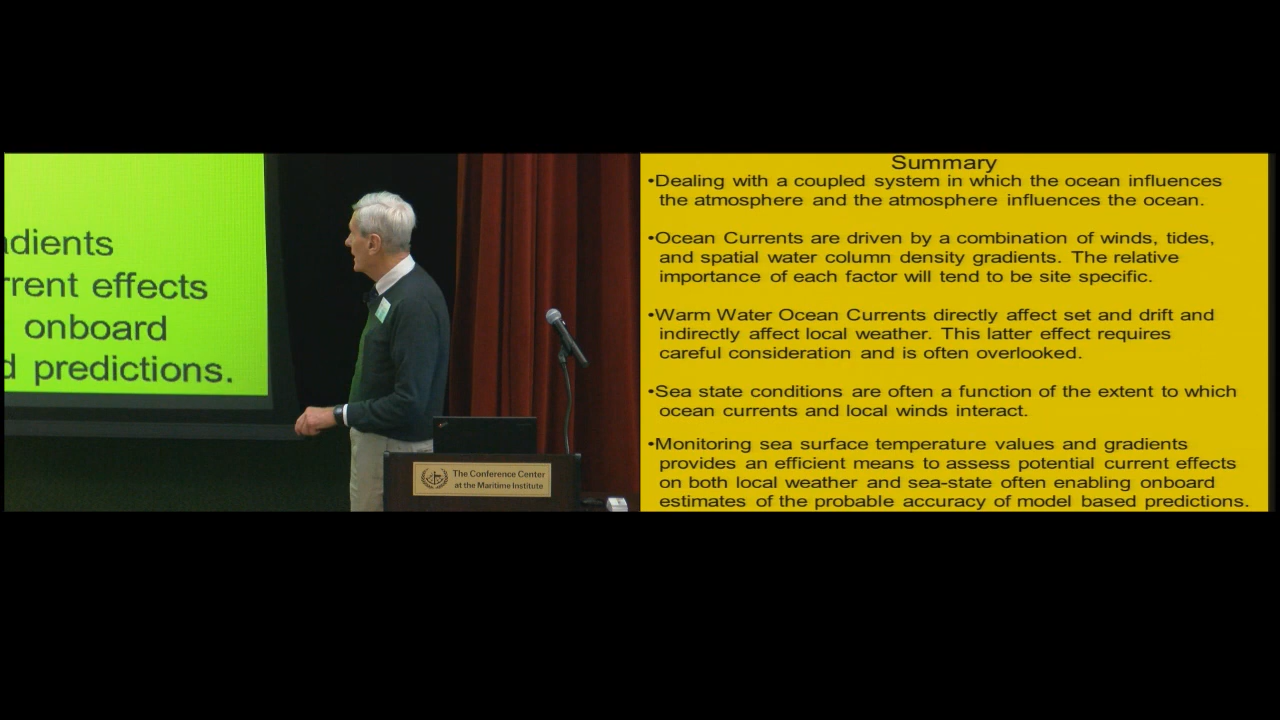 adients
rrent effects
onboard
d predictions.
The Conference Center
at the Maritime Institute
Summary
•Dealing with a coupled system in which the ocean influences
the atmosphere and the atmosphere influences the ocean.
•Ocean Currents are driven by a combination of winds, tides,
and spatial water column density gradients. The relative
importance of each factor will tend to be site specific.
•Warm Water Ocean Currents directly affect set and drift and
indirectly affect local weather. This latter effect requires
careful consideration and is often overlooked.
•Sea state conditions are often a function of the extent to which
ocean currents and local winds interact.
•Monitoring sea surface temperature values and gradients
provides an efficient means to assess potential current effects
on both local weather and sea-state often enabling onboard
estimates of the probable accuracy of model based predictions.